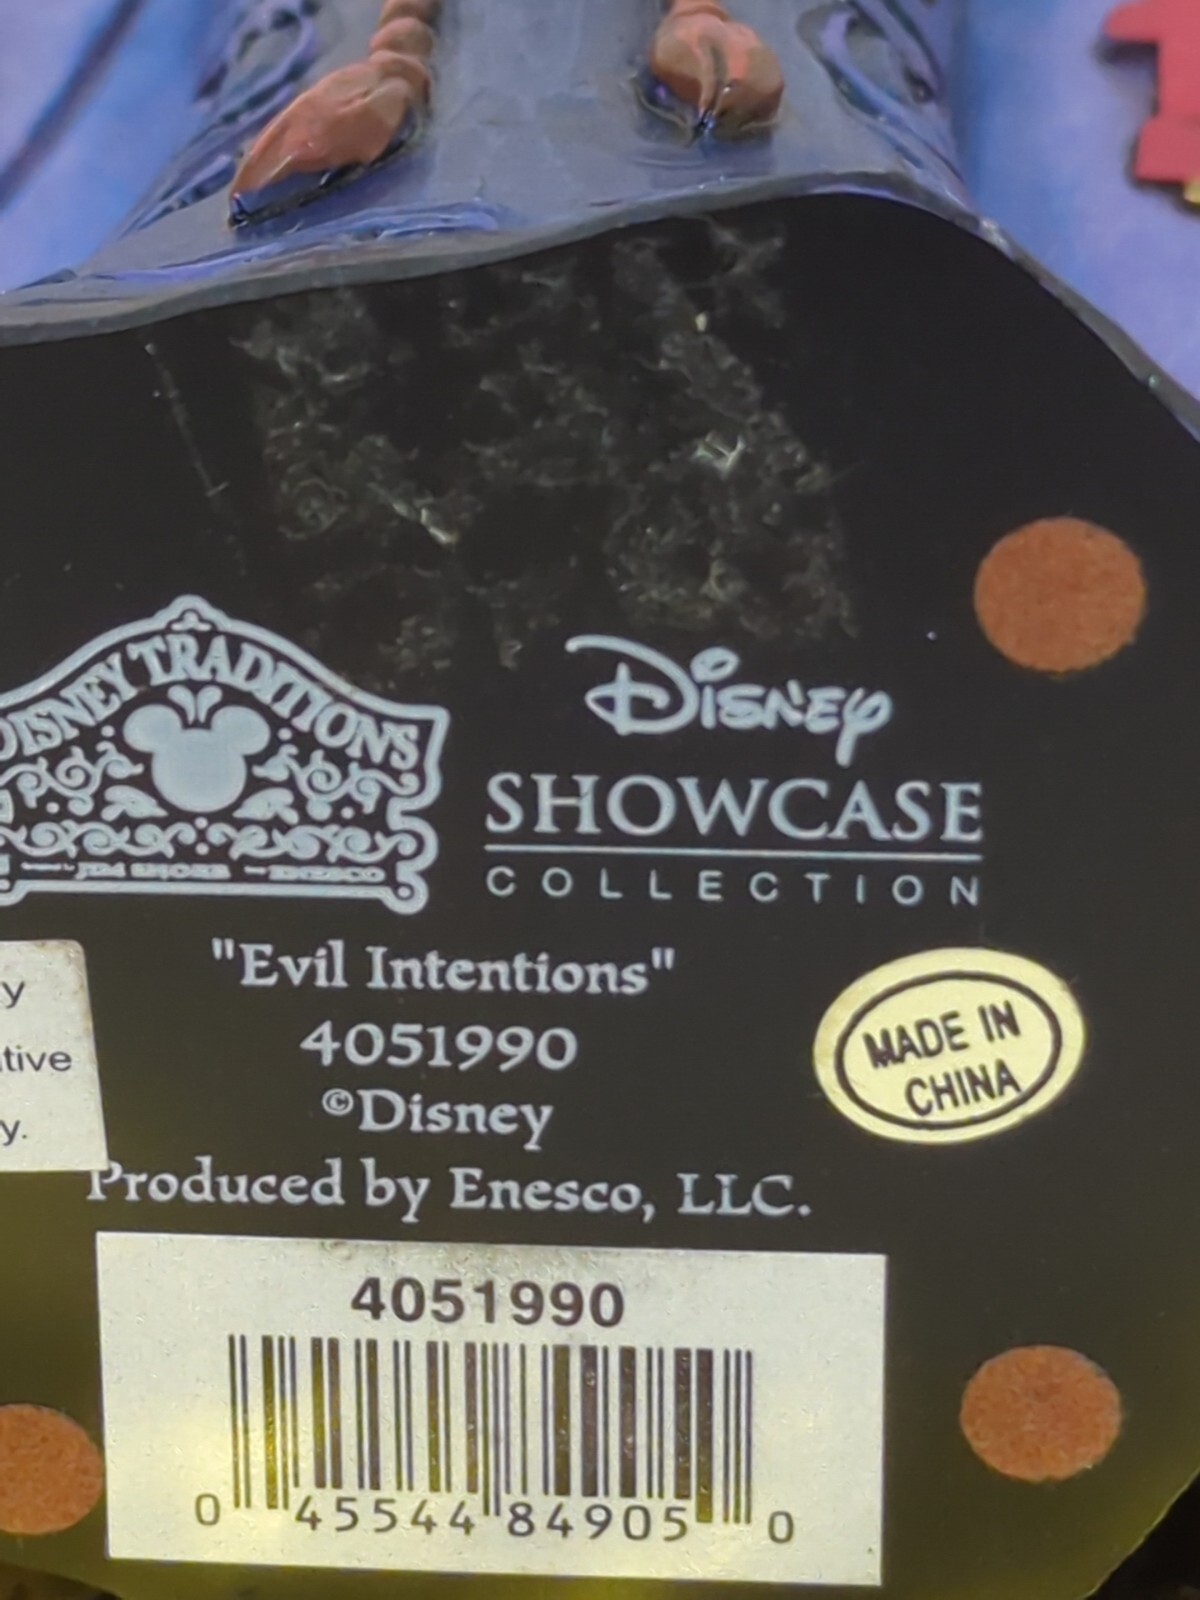 DISNEY TRADITIONS
JIM SHORE ENESCO
Disney
SHOWCASE
COLLECTION
y
tive
y.
"Evil Intentions"
4051990
©Disney
Produced by Enesco, LLC.
MADE IN
CHINA
4051990
0 45544 84905 0